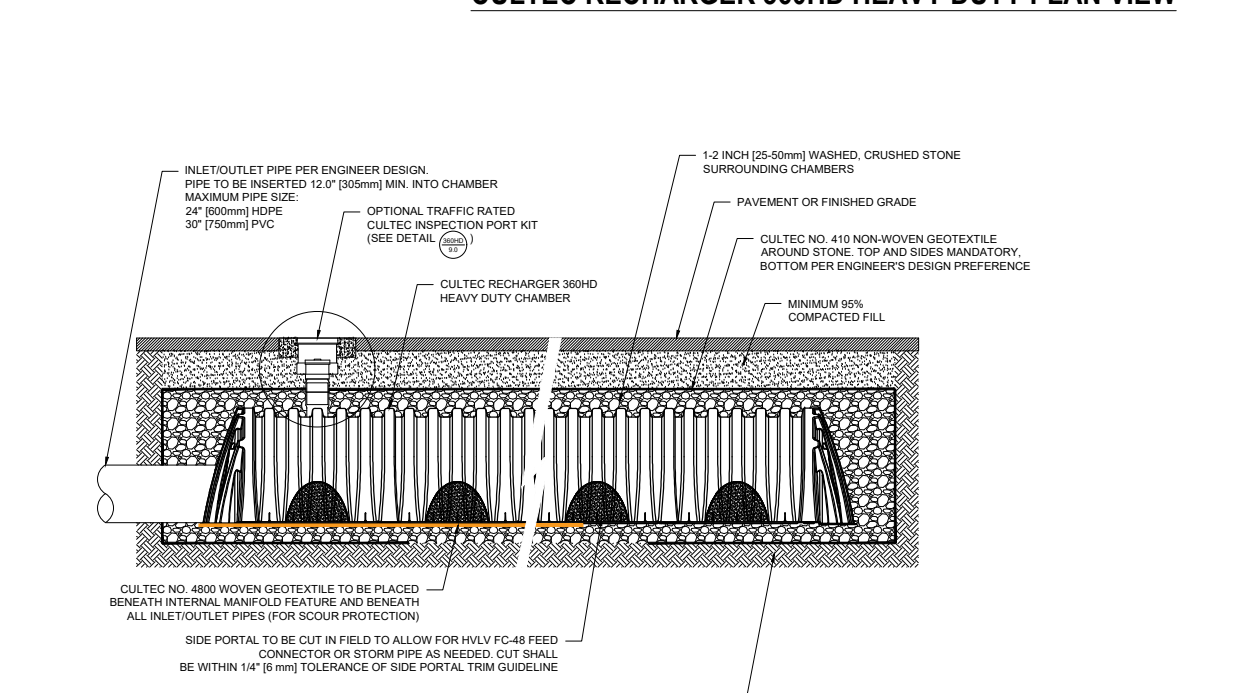 CULTEC RECHARGER 360HD HEAVY DUTY PLAN VIEW
INLET/OUTLET PIPE PER ENGINEER DESIGN.
PIPE TO BE INSERTED 12.0" [305mm] MIN. INTO CHAMBER
MAXIMUM PIPE SIZE:
24" [600mm] HDPE
30" [750mm] PVC
OPTIONAL TRAFFIC RATED
CULTEC INSPECTION PORT KIT
(SEE DETAIL 360HD 9.0 )
CULTEC RECHARGER 360HD
HEAVY DUTY CHAMBER
1-2 INCH [25-50mm] WASHED, CRUSHED STONE
SURROUNDING CHAMBERS
PAVEMENT OR FINISHED GRADE
CULTEC NO. 410 NON-WOVEN GEOTEXTILE
AROUND STONE. TOP AND SIDES MANDATORY,
BOTTOM PER ENGINEER'S DESIGN PREFERENCE
MINIMUM 95%
COMPACTED FILL
CULTEC NO. 4800 WOVEN GEOTEXTILE TO BE PLACED
BENEATH INTERNAL MANIFOLD FEATURE AND BENEATH
ALL INLET/OUTLET PIPES (FOR SCOUR PROTECTION)
SIDE PORTAL TO BE CUT IN FIELD TO ALLOW FOR HVLV FC-48 FEED
CONNECTOR OR STORM PIPE AS NEEDED. CUT SHALL
BE WITHIN 1/4" [6 mm] TOLERANCE OF SIDE PORTAL TRIM GUIDELINE